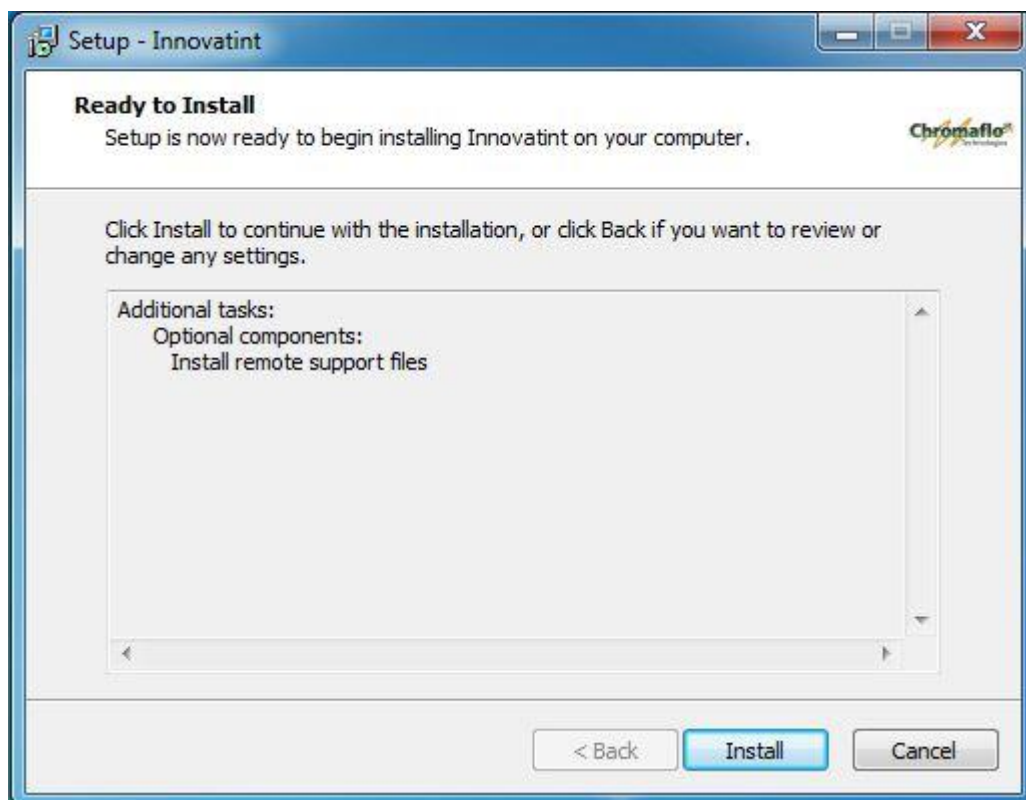 Setup - Innovatint
Ready to Install
Setup is now ready to begin installing Innovatint on your computer.
Chromaflo
Technologies
Click Install to continue with the installation, or click Back if you want to review or
change any settings.
Additional tasks:
Optional components:
Install remote support files
< Back
Install
Cancel